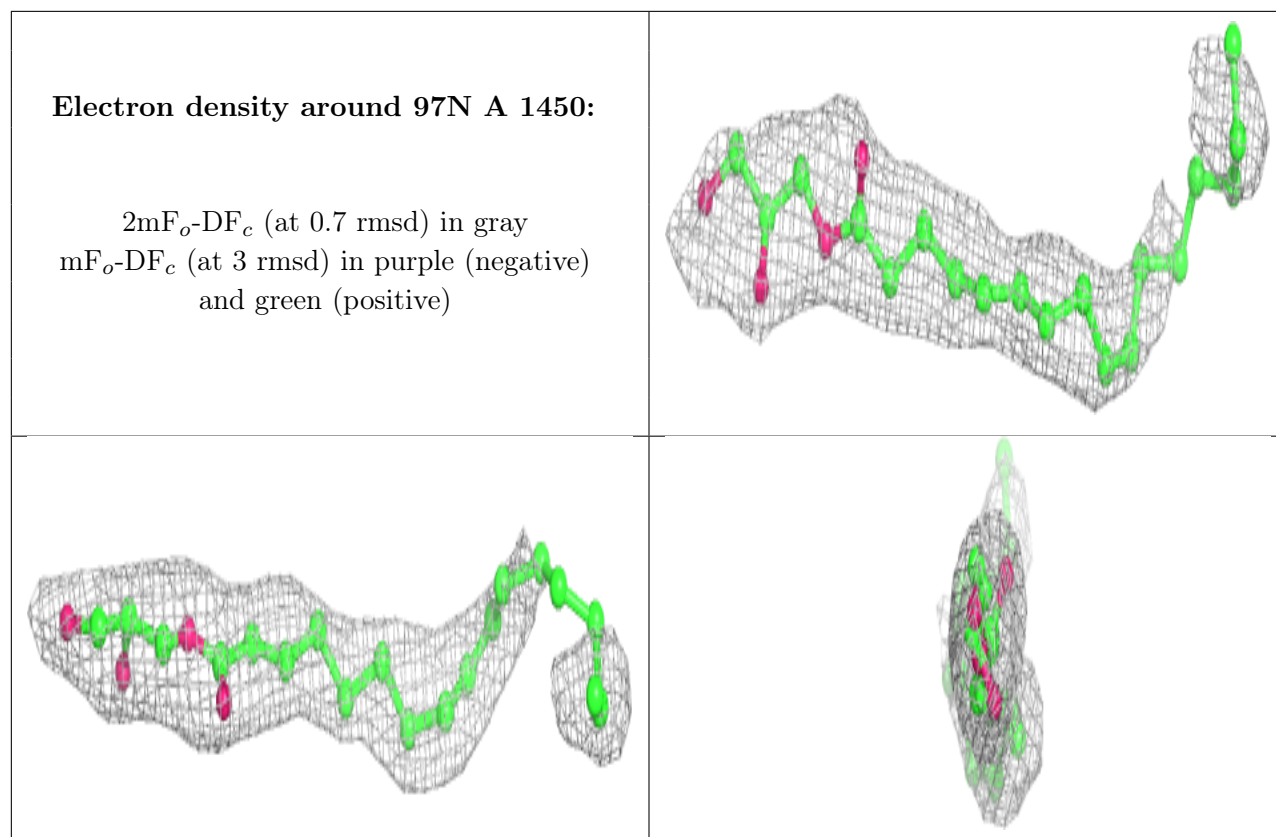 Electron density around 97N A 1450:
2mFo-DFc (at 0.7 rmsd) in gray
mFo-DFc (at 3 rmsd) in purple (negative)
and green (positive)